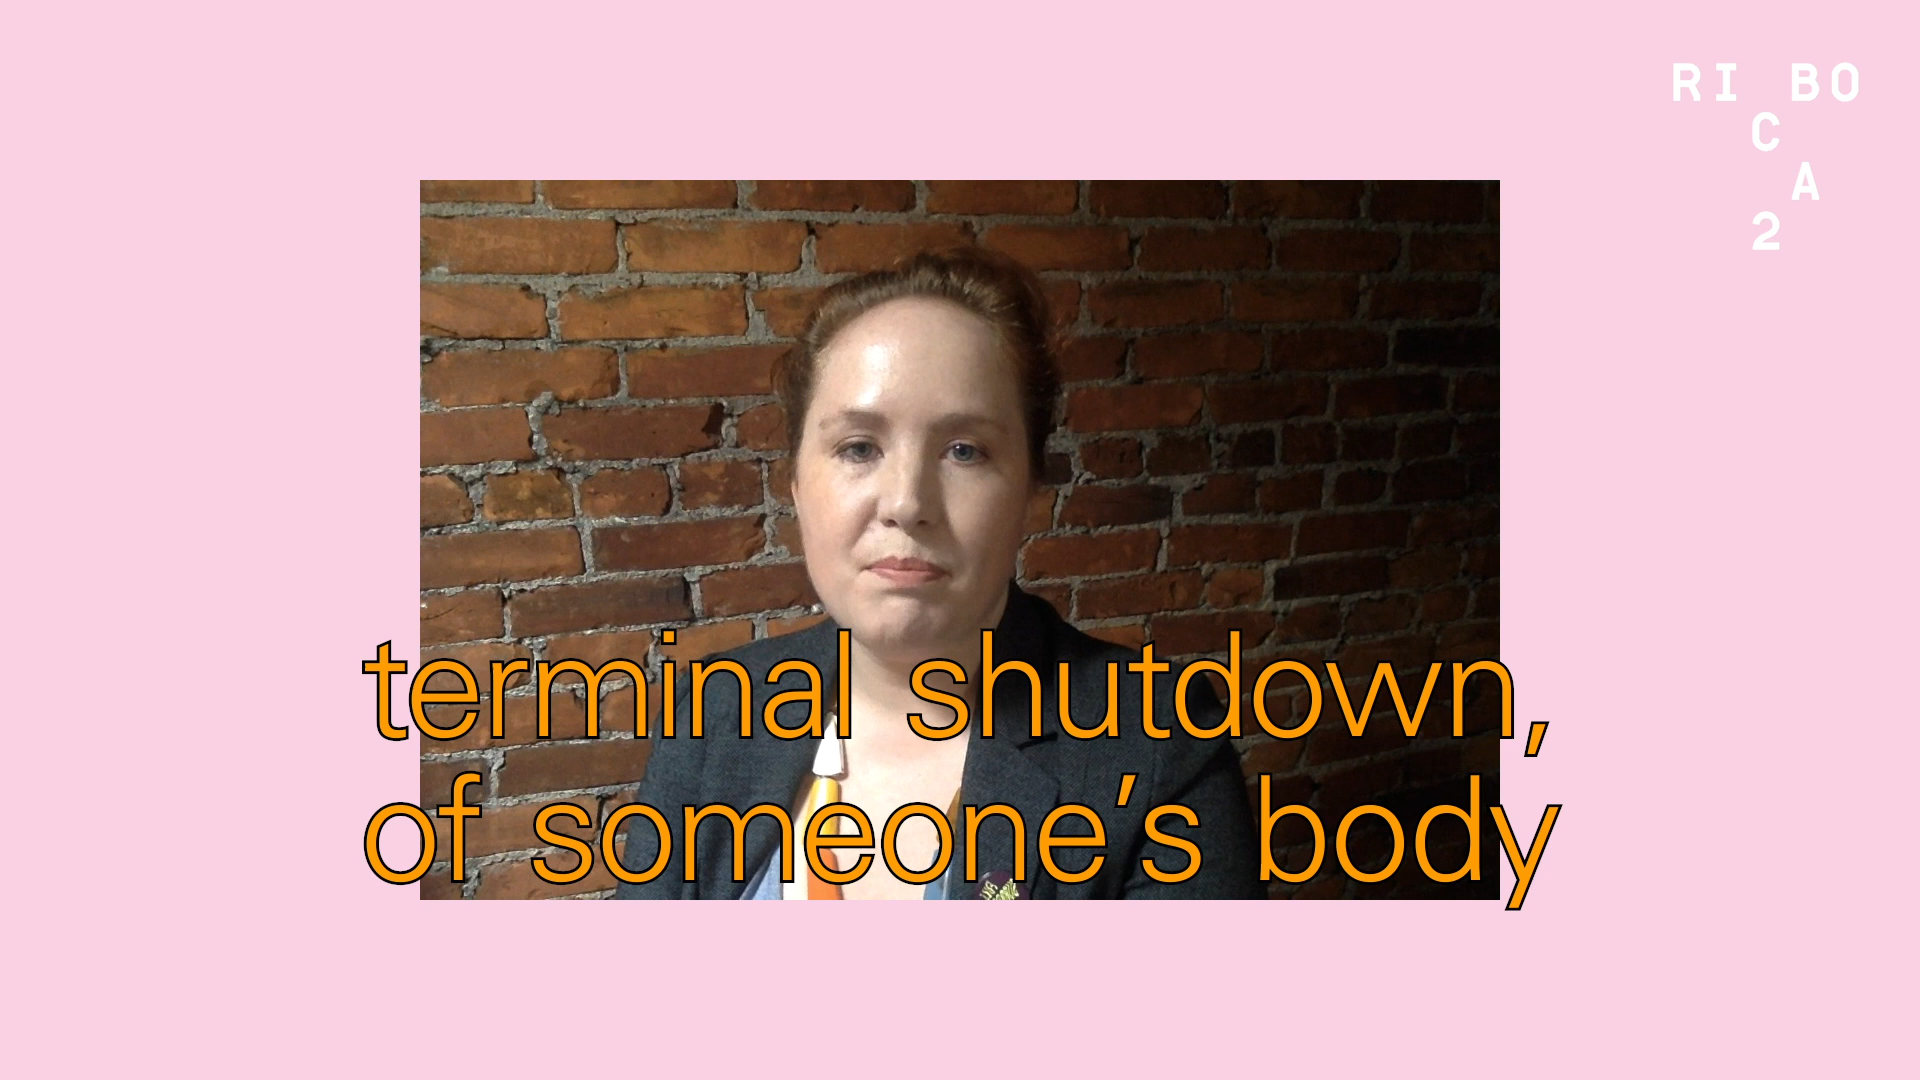 RI BO
C
A
2
terminal shutdown,
of someone’s body